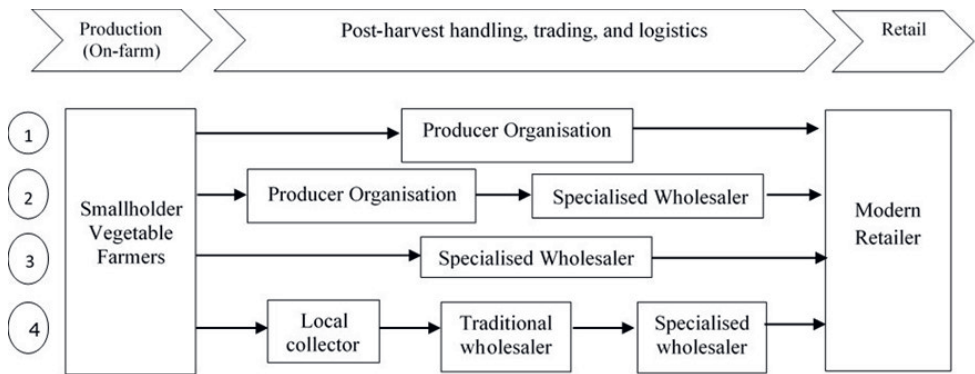 Production
(On-farm)
Post-harvest handling, trading, and logistics
Retail
1
Producer Organisation
2
Producer Organisation
Specialised Wholesaler
Smallholder
Vegetable
Farmers
Modern
Retailer
3
Specialised Wholesaler
4
Local
collector
Traditional
wholesaler
Specialised
wholesaler